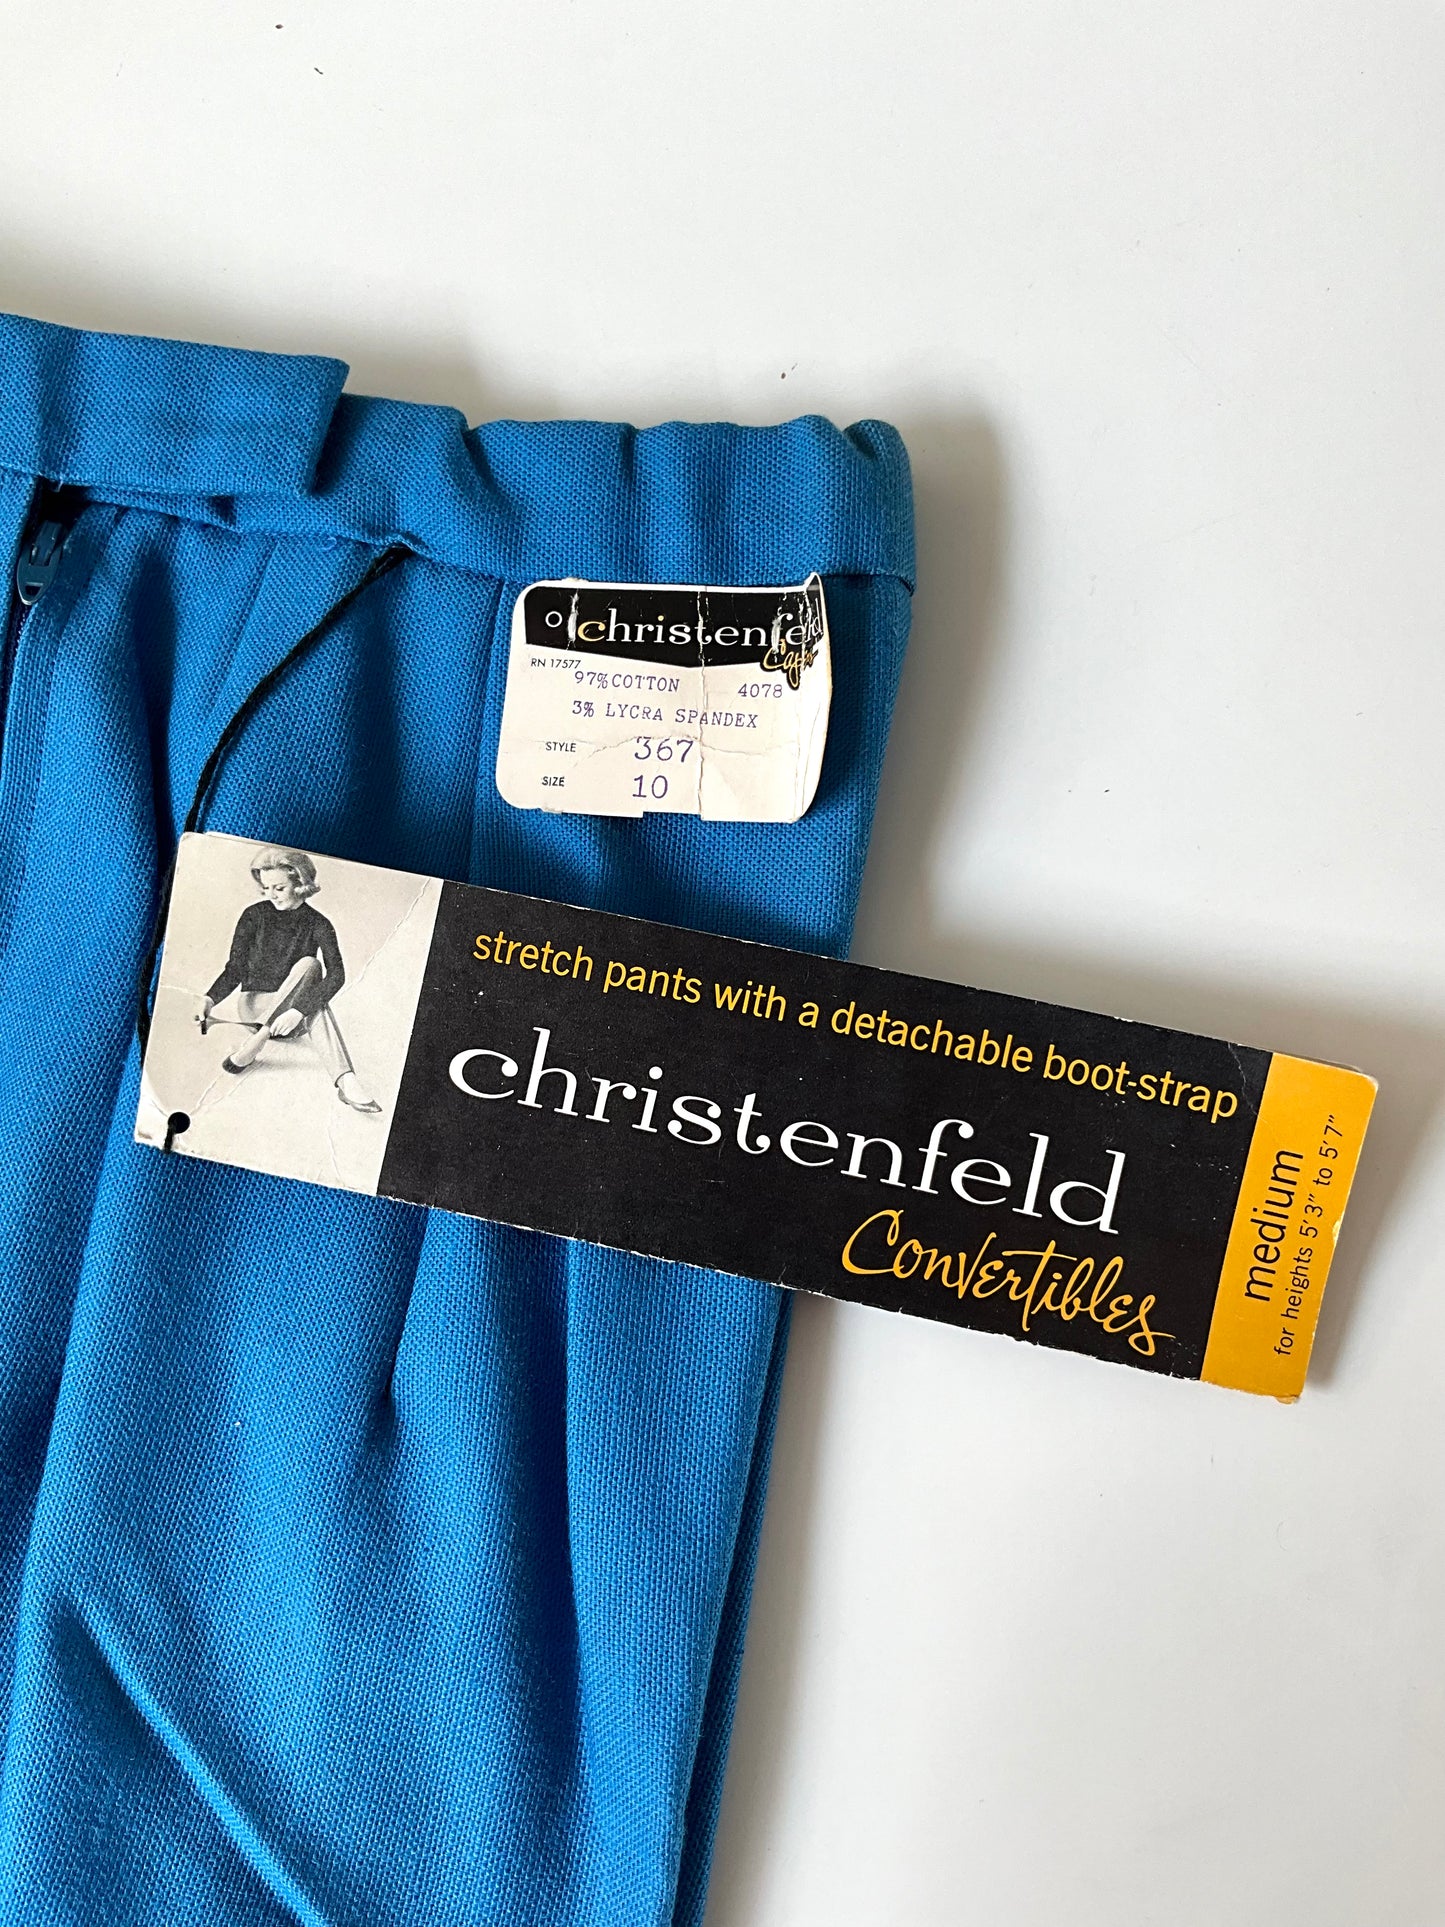 christenfeld
Capris
RN 17577
97% COTTON 4078
3% LYCRA SPANDEX
STYLE 367
SIZE 10
stretch pants with a detachable boot-strap
christenfeld
Convertibles
medium
for heights 5'3" to 5'7"